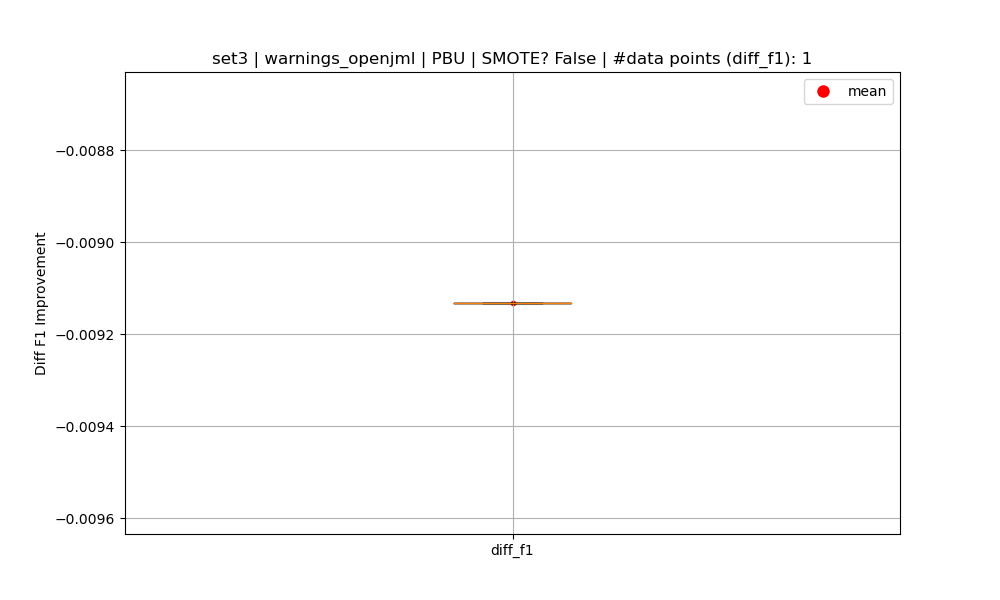 set3 | warnings_openjml | PBU | SMOTE? False | #data points (diff_f1): 1
mean
−0.0088
−0.0090
−0.0092
−0.0094
−0.0096
Diff F1 Improvement
diff_f1